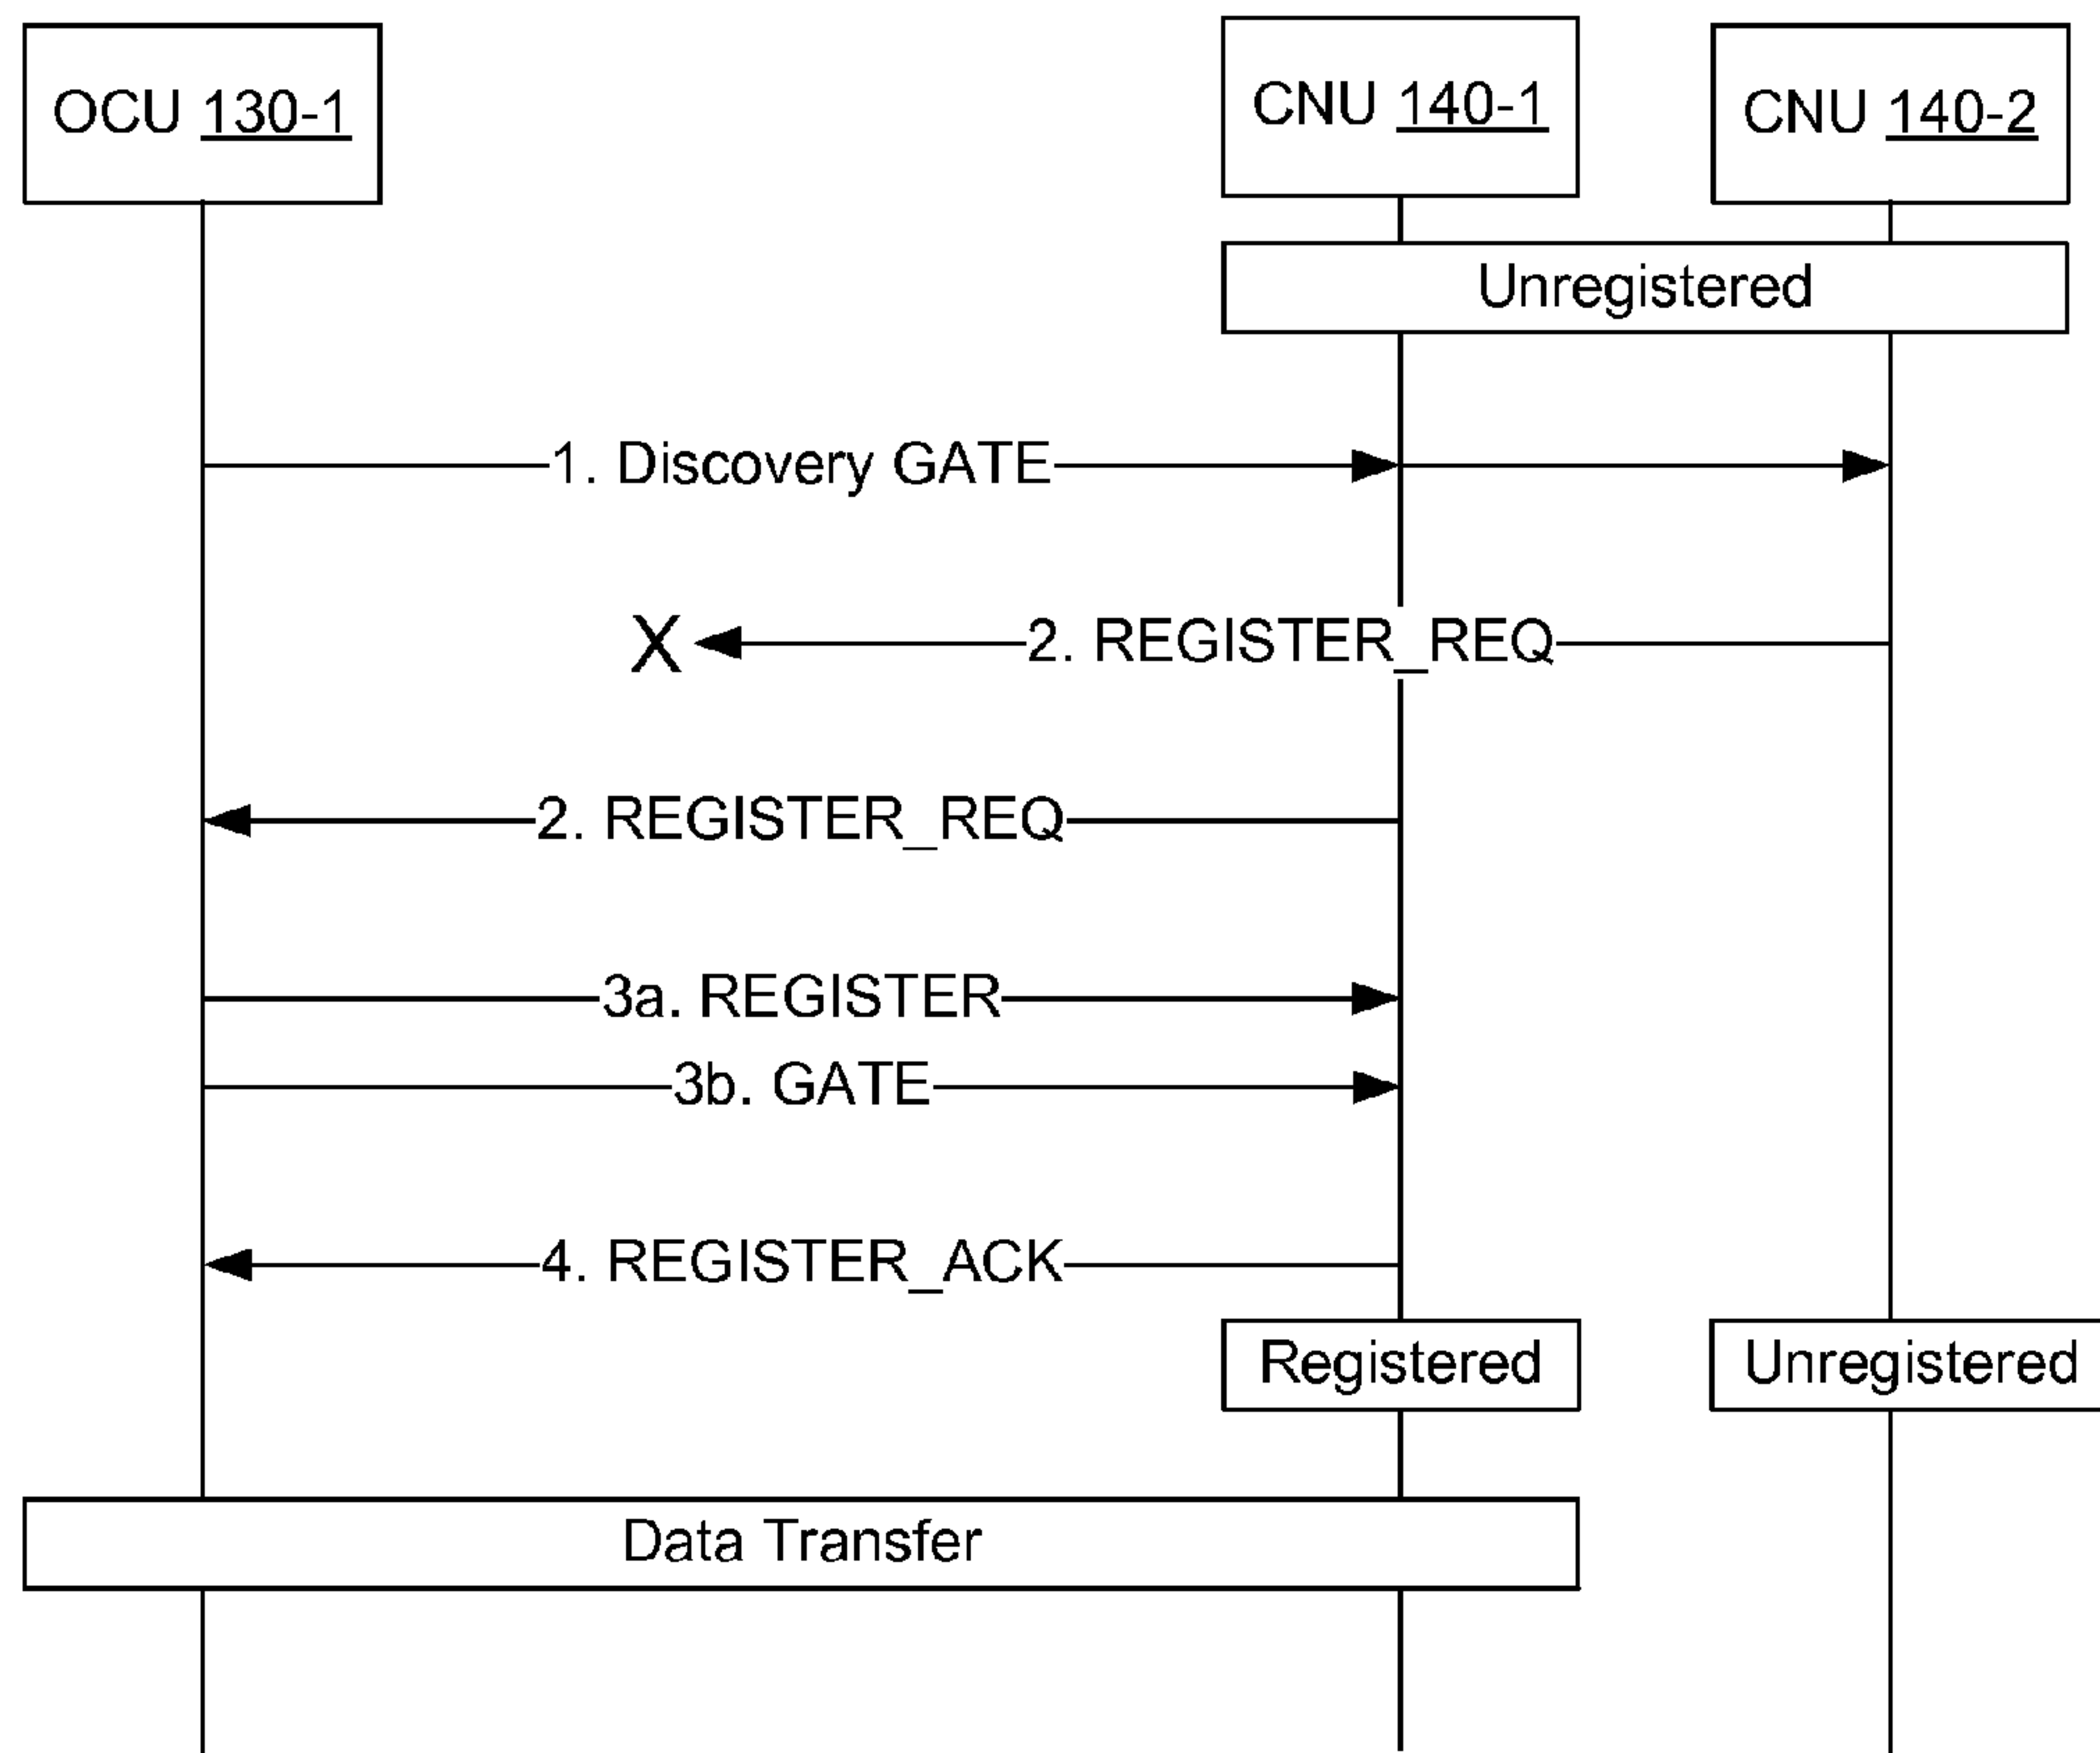 OCU 130-1
CNU 140-1
CNU 140-2
Unregistered
1. Discovery GATE
X
2. REGISTER_REQ
2. REGISTER_REQ
3a. REGISTER
3b. GATE
4. REGISTER_ACK
Registered
Unregistered
Data Transfer